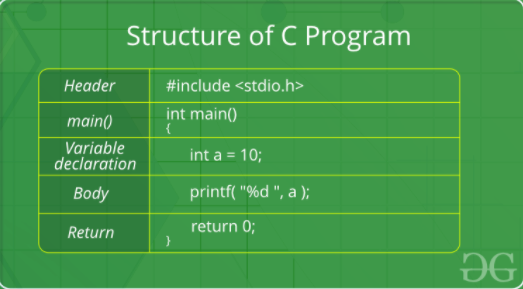 Structure of C Program
Header #include <stdio.h>
main() int main()
{
Variable
declaration int a = 10;
Body printf( "%d ", a );
Return return 0;
}